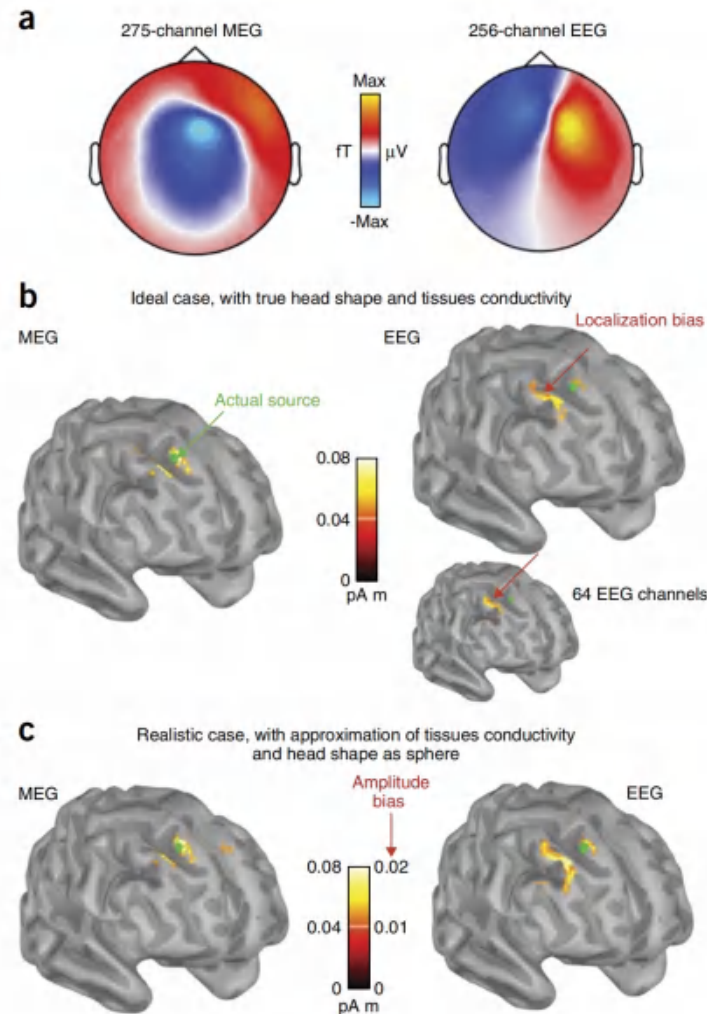 a
275-channel MEG
256-channel EEG
Max
fT
μV
-Max
b
Ideal case, with true head shape and tissues conductivity
MEG
EEG
Localization bias
Actual source
0.08
0.04
0
pA m
64 EEG channels
c
Realistic case, with approximation of tissues conductivity
and head shape as sphere
MEG
Amplitude
bias
EEG
0.08 0.02
0.04 0.01
0 0
pA m